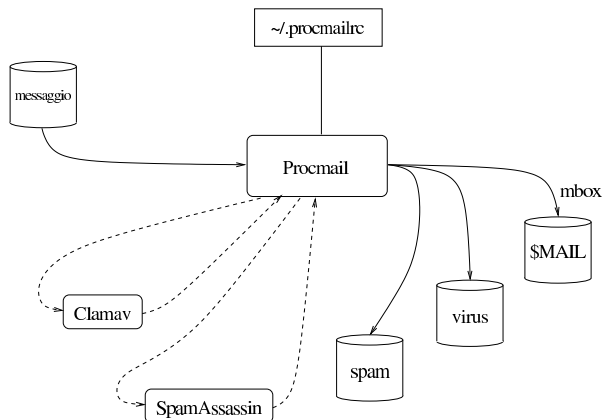 ~/.procmailrc
messaggio
Procmail
mbox
$MAIL
Clamav
virus
spam
SpamAssassin